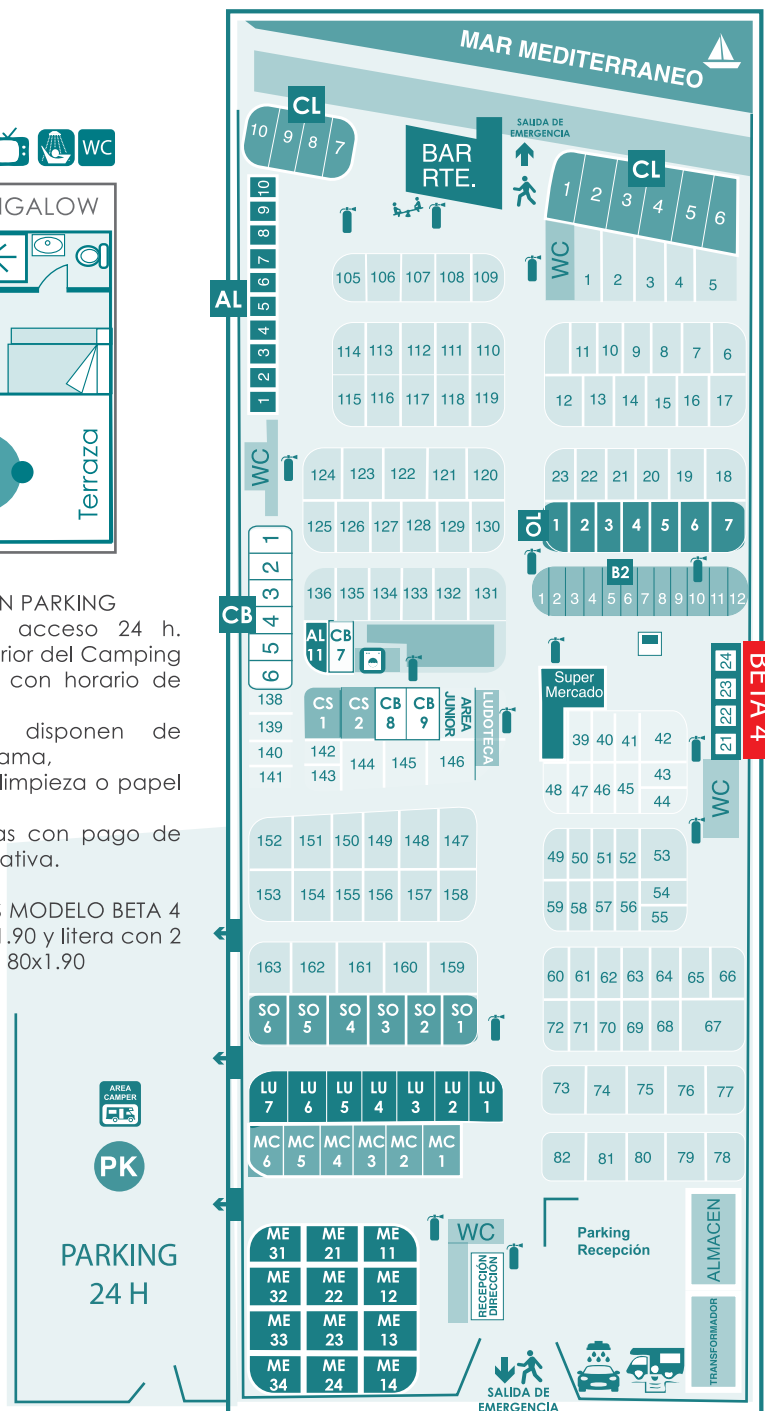 MAR MEDITERRANEO
CL
10 9 8 7
SALIDA DE
EMERGENCIA
BAR
RTE.
CL
1 2 3 4 5 6
WC
WC
1 2 3 4 5
IGALOW
Terraza
AL
10
9
8
7
6
5
4
3
2
1
105 106 107 108 109
114 113 112 111 110
115 116 117 118 119
11 10 9 8 7 6
12 13 14 15 16 17
WC
124 123 122 121 120
125 126 127 128 129 130
23 22 21 20 19 18
OL
1 2 3 4 5 6 7
B2
1 2 3 4 5 6 7 8 9 10 11 12
CB
1
2
3
4
5
6
136 135 134 133 132 131
AL
11
CB
7
N PARKING
acceso 24 h.
rior del Camping
con horario de
disponen de
ama,
limpieza o papel
as con pago de
ativa.
S MODELO BETA 4
1.90 y litera con 2
80x1.90
138
139
140
141
CS
1
CS
2
CB
8
CB
9
AREA
JUNIOR
LUDOTECA
142
143
144 145 146
Super
Mercado
24
23
22
21
BETA 4
39 40 41 42
48 47 46 45 43
44
WC
152 151 150 149 148 147
153 154 155 156 157 158
49 50 51 52 53
59 58 57 56 54
55
163 162 161 160 159
SO
6
SO
5
SO
4
SO
3
SO
2
SO
1
60 61 62 63 64 65 66
72 71 70 69 68 67
LU
7
LU
6
LU
5
LU
4
LU
3
LU
2
LU
1
MC
6
MC
5
MC
4
MC
3
MC
2
MC
1
73 74 75 76 77
82 81 80 79 78
AREA
CAMPER
PK
PARKING
24 H
ME
31
ME
21
ME
11
ME
32
ME
22
ME
12
ME
33
ME
23
ME
13
ME
34
ME
24
ME
14
WC
RECEPCIÓN
DIRECCIÓN
Parking
Recepción
ALMACEN
TRANSFORMADOR
SALIDA DE
EMERGENCIA